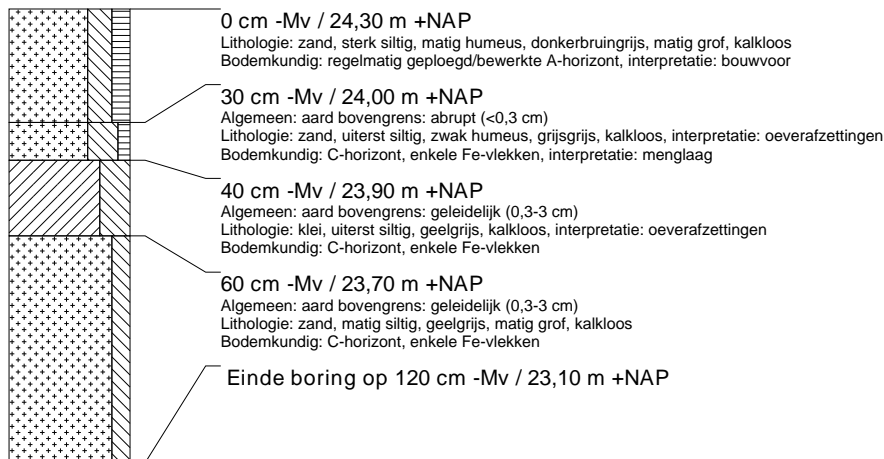 0 cm -Mv / 24,30 m +NAP
Lithologie: zand, sterk siltig, matig humeus, donkerbruingrijs, matig grof, kalkloos
Bodemkundig: regelmatig geploegd/bewerkte A-horizont, interpretatie: bouwvoor
30 cm -Mv / 24,00 m +NAP
Algemeen: aard bovengrens: abrupt (<0,3 cm)
Lithologie: zand, uiterst siltig, zwak humeus, grijsgrijs, kalkloos, interpretatie: oeverafzettingen
Bodemkundig: C-horizont, enkele Fe-vlekken, interpretatie: menglaag
40 cm -Mv / 23,90 m +NAP
Algemeen: aard bovengrens: geleidelijk (0,3-3 cm)
Lithologie: klei, uiterst siltig, geelgrijs, kalkloos, interpretatie: oeverafzettingen
Bodemkundig: C-horizont, enkele Fe-vlekken
60 cm -Mv / 23,70 m +NAP
Algemeen: aard bovengrens: geleidelijk (0,3-3 cm)
Lithologie: zand, matig siltig, geelgrijs, matig grof, kalkloos
Bodemkundig: C-horizont, enkele Fe-vlekken
Einde boring op 120 cm -Mv / 23,10 m +NAP